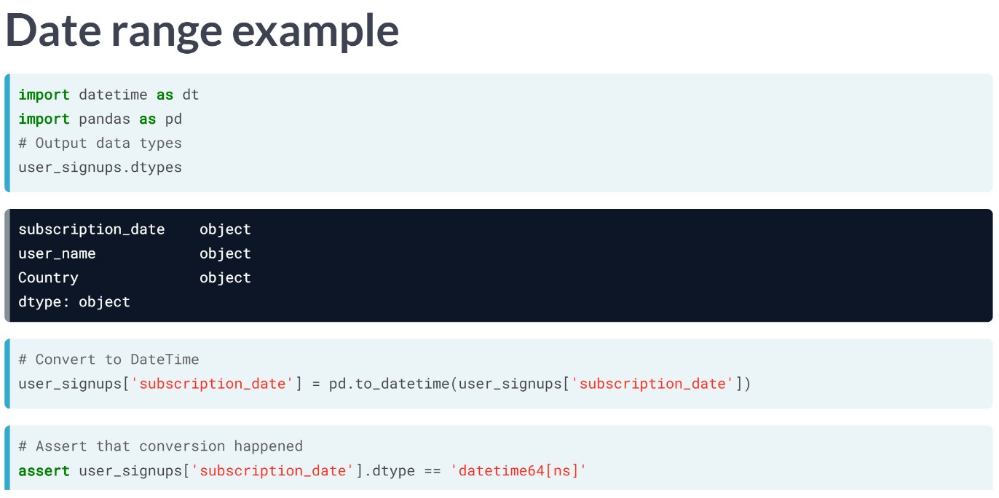 Date range example
import datetime as dt
import pandas as pd
# Output data types
user_signups.dtypes
subscription_date    object
user_name            object
Country              object
dtype: object
# Convert to DateTime
user_signups['subscription_date'] = pd.to_datetime(user_signups['subscription_date'])
# Assert that conversion happened
assert user_signups['subscription_date'].dtype == 'datetime64[ns]'